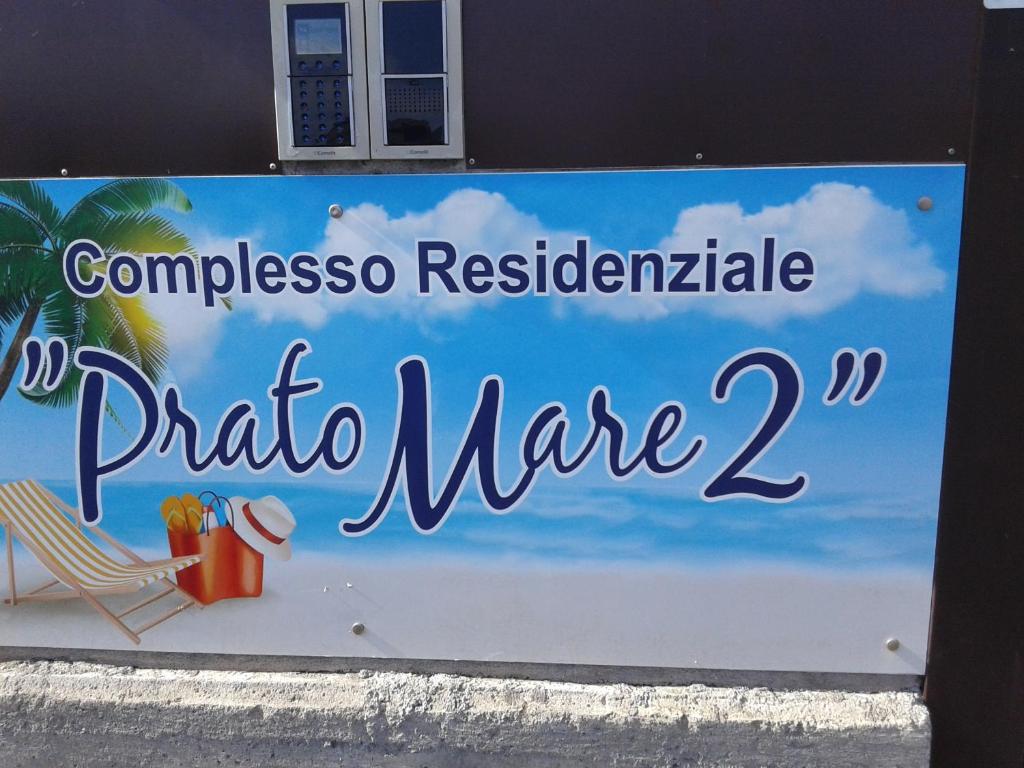 Complesso Residenziale
"Prato Mare 2"